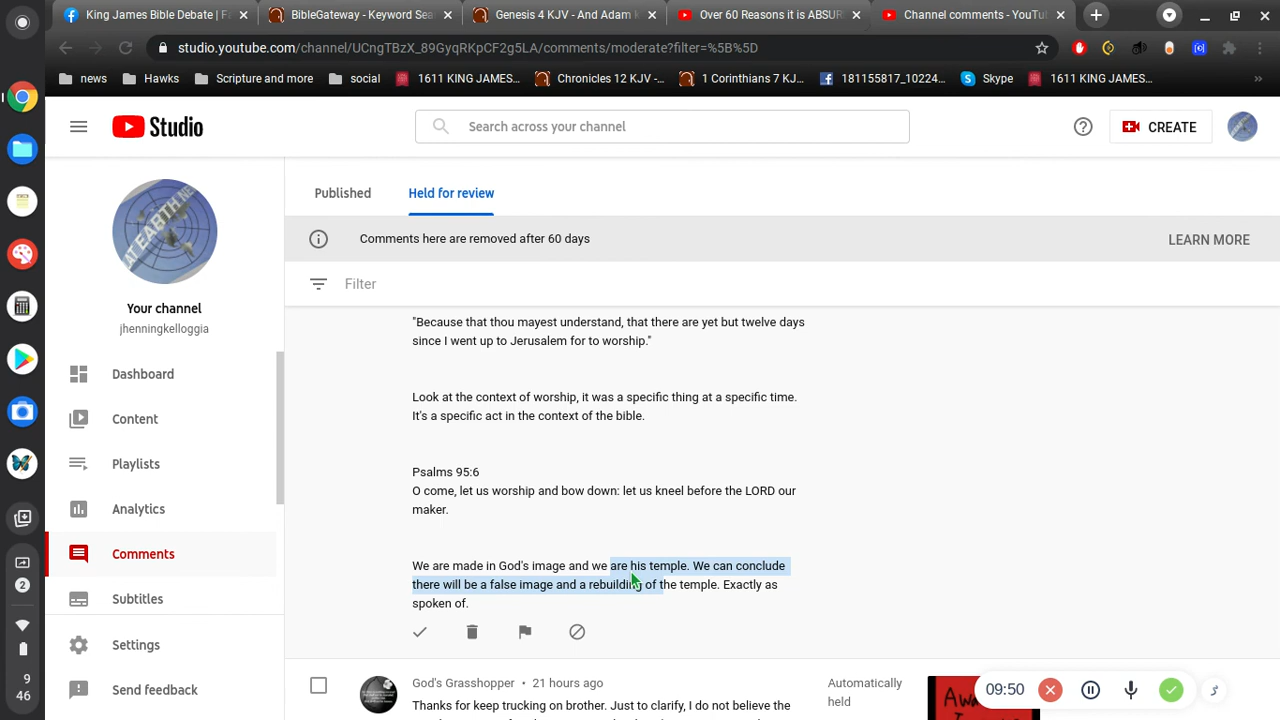 King James Bible Debate | Fa
BibleGateway - Keyword Sea
Genesis 4 KJV - And Adam k
Over 60 Reasons it is ABSUR
Channel comments - YouTu
studio.youtube.com/channel/UCngTBzX_89GyqRKpCF2g5LA/comments/moderate?filter=%5B%5D
news
Hawks
Scripture and more
social
1611 KING JAMES...
Chronicles 12 KJV -...
1 Corinthians 7 KJ...
181155817_10224...
Skype
1611 KING JAMES...
»
Studio
Search across your channel
CREATE
Published
Held for review
Comments here are removed after 60 days
LEARN MORE
Filter
LAT EARTH.NE
Your channel
jhenningkelloggia
Dashboard
Content
Playlists
Analytics
Comments
Subtitles
Settings
Send feedback
"Because that thou mayest understand, that there are yet but twelve days
since I went up to Jerusalem for to worship."
Look at the context of worship, it was a specific thing at a specific time.
It's a specific act in the context of the bible.
Psalms 95:6
O come, let us worship and bow down: let us kneel before the LORD our
maker.
We are made in God's image and we are his temple. We can conclude
there will be a false image and a rebuilding of the temple. Exactly as
spoken of.
God's Grasshopper • 21 hours ago
Thanks for keep trucking on brother. Just to clarify, I do not believe the
Automatically
held
09:50
2
9
46